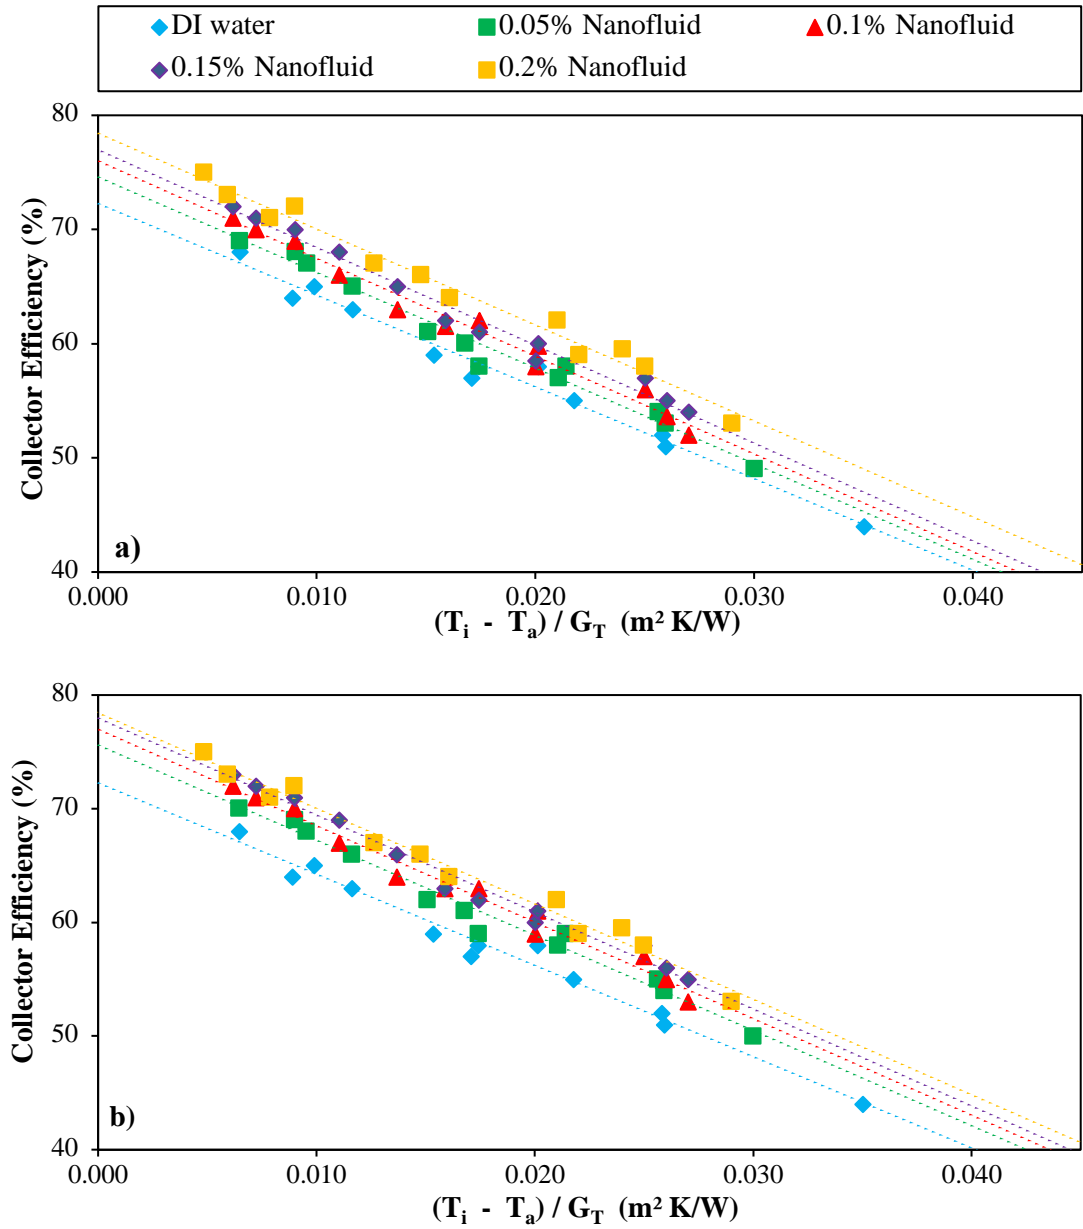 DI water 0.05% Nanofluid 0.1% Nanofluid
0.15% Nanofluid 0.2% Nanofluid
80
70
60
50
40
Collector Efficiency (%)
a)
0.000 0.010 0.020 0.030 0.040
(Ti - Ta) / GT (m² K/W)
80
70
60
50
40
Collector Efficiency (%)
b)
0.000 0.010 0.020 0.030 0.040
(Ti - Ta) / GT (m² K/W)